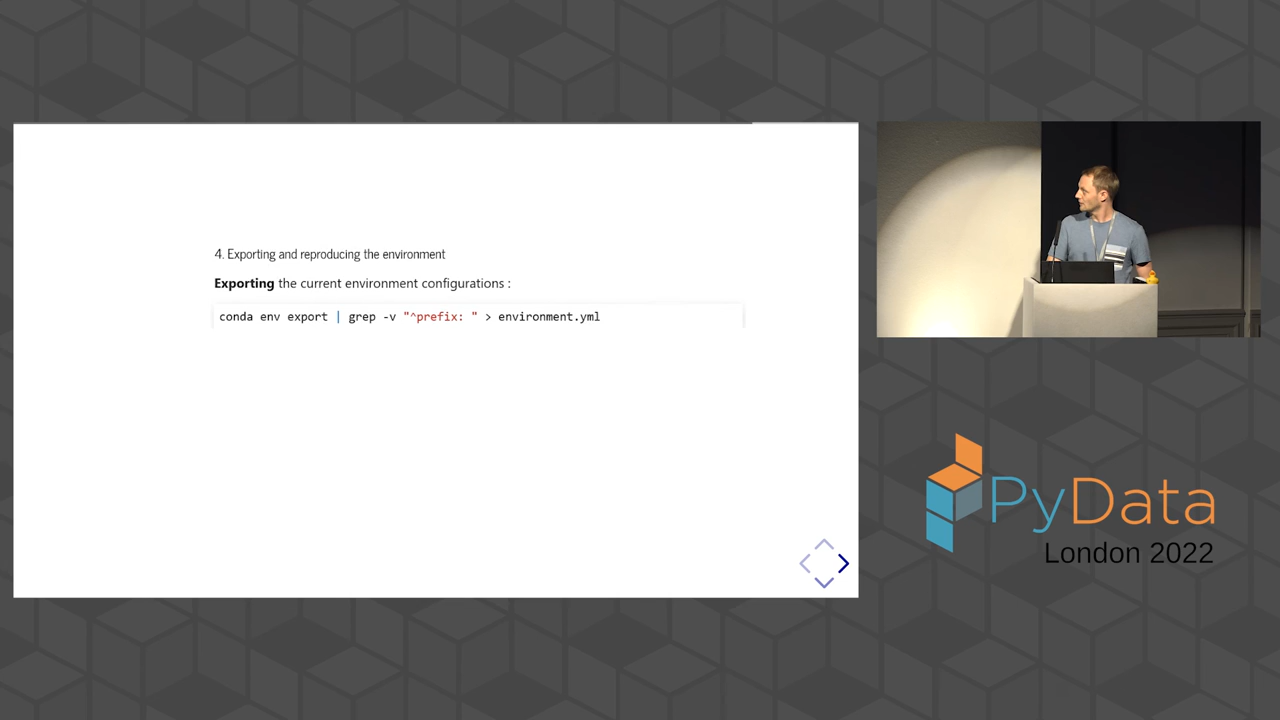 4. Exporting and reproducing the environment
Exporting the current environment configurations :
conda env export | grep -v "^prefix: " > environment.yml
PyData
London 2022